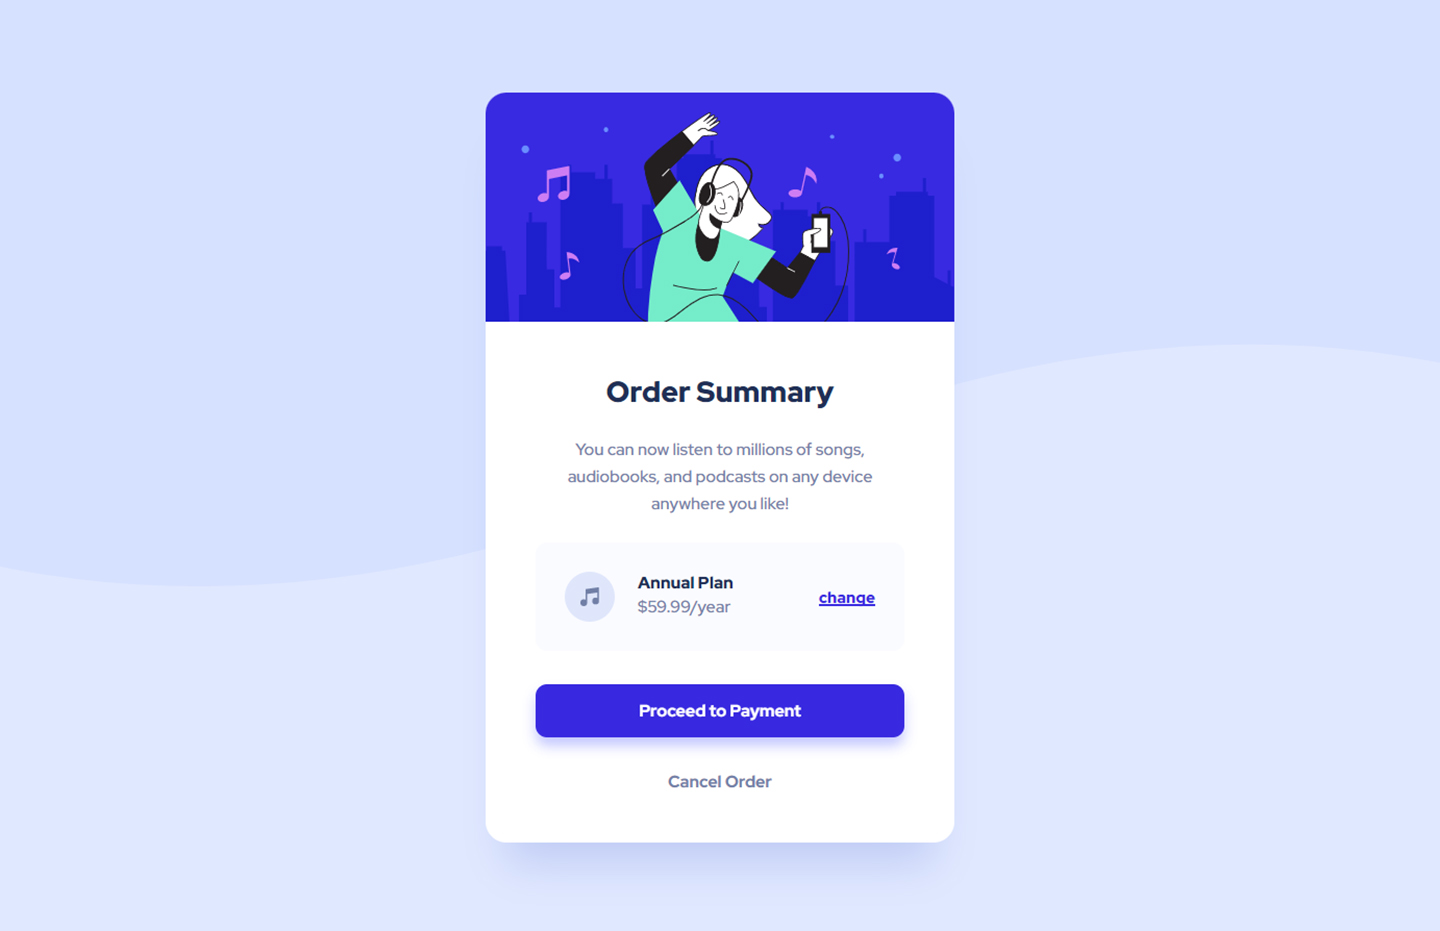 Order Summary
You can now listen to millions of songs,
audiobooks, and podcasts on any device
anywhere you like!
Annual Plan
$59.99/year
change
Proceed to Payment
Cancel Order